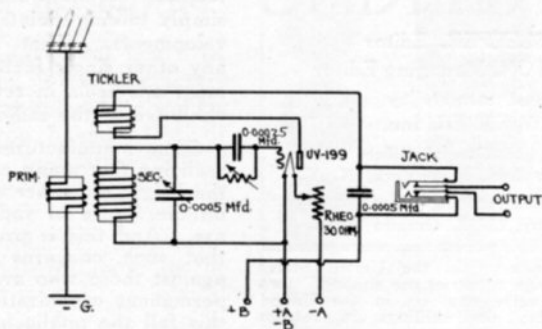 TICKLER
0.00025
Mfd.
UV-199
JACK
PRIM.
SEC.
0.0005 Mfd.
RHEO.
30 OHM.
0.0005 Mfd.
OUTPUT
G.
+B
+A
-B
-A